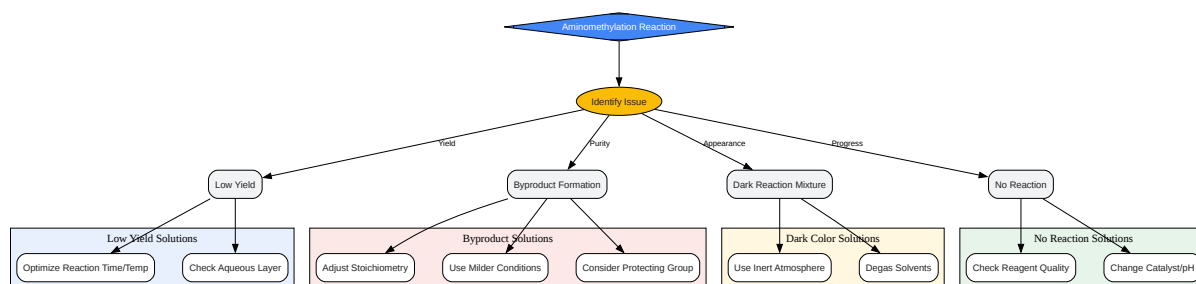 Aminomethylation Reaction
Identify Issue
Yield
Purity
Appearance
Progress
Low Yield
Byproduct Formation
Dark Reaction Mixture
No Reaction
Low Yield Solutions
Byproduct Solutions
Dark Color Solutions
No Reaction Solutions
Optimize Reaction Time/Temp
Check Aqueous Layer
Adjust Stoichiometry
Use Milder Conditions
Consider Protecting Group
Use Inert Atmosphere
Degas Solvents
Check Reagent Quality
Change Catalyst/pH